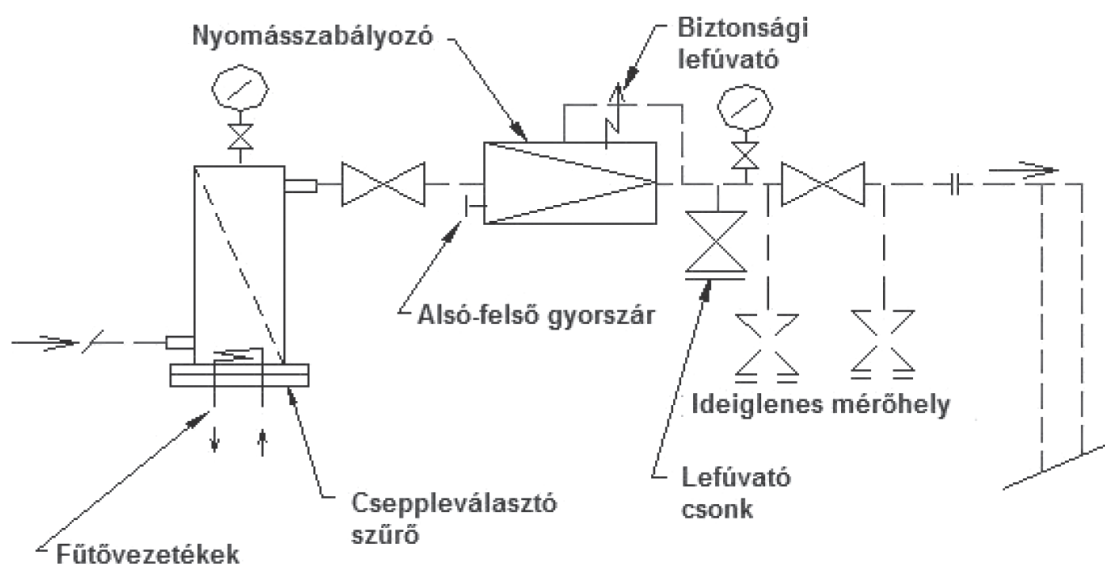 Nyomásszabályozó
Biztonsági
lefúvató
Alsó-felső gyorszár
Ideiglenes mérőhely
Lefúvató
csonk
Cseppleválasztó
szűrő
Fűtővezetékek